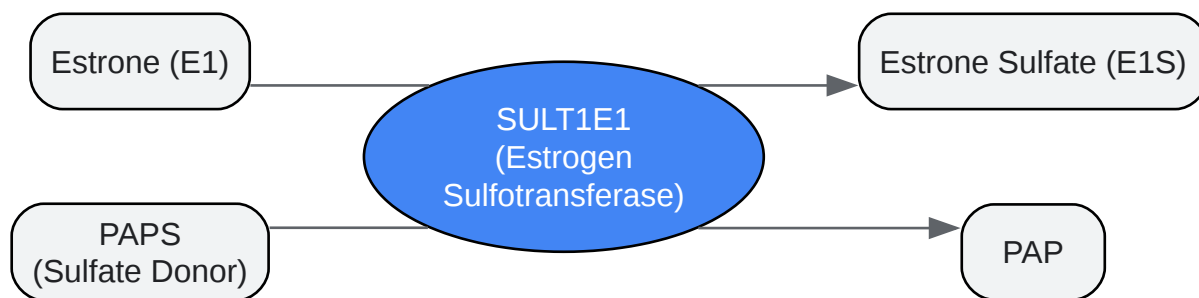 Estrone (E1)
Estrone Sulfate (E1S)
SULT1E1
(Estrogen
Sulfotransferase)
PAPS
(Sulfate Donor)
PAP